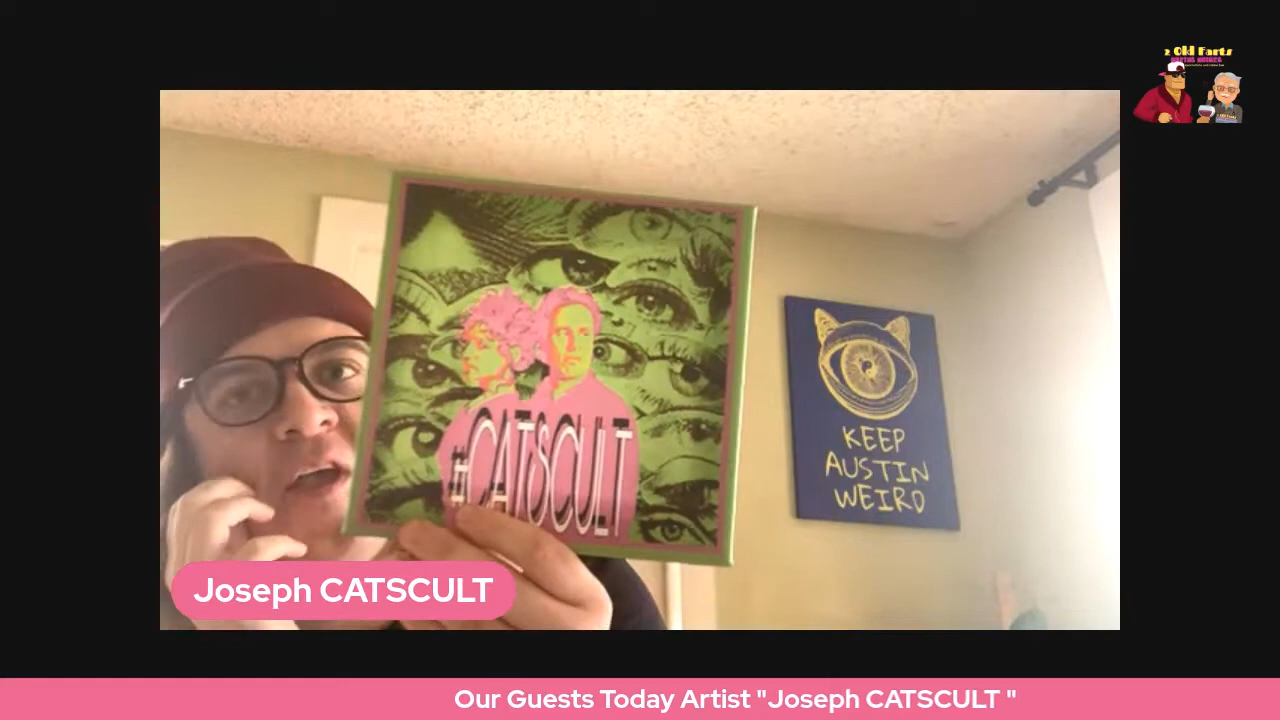 2 Old Farts
#CATSCULT
KEEP
AUSTIN
WEIRD
Joseph CATSCULT
Our Guests Today Artist "Joseph CATSCULT "